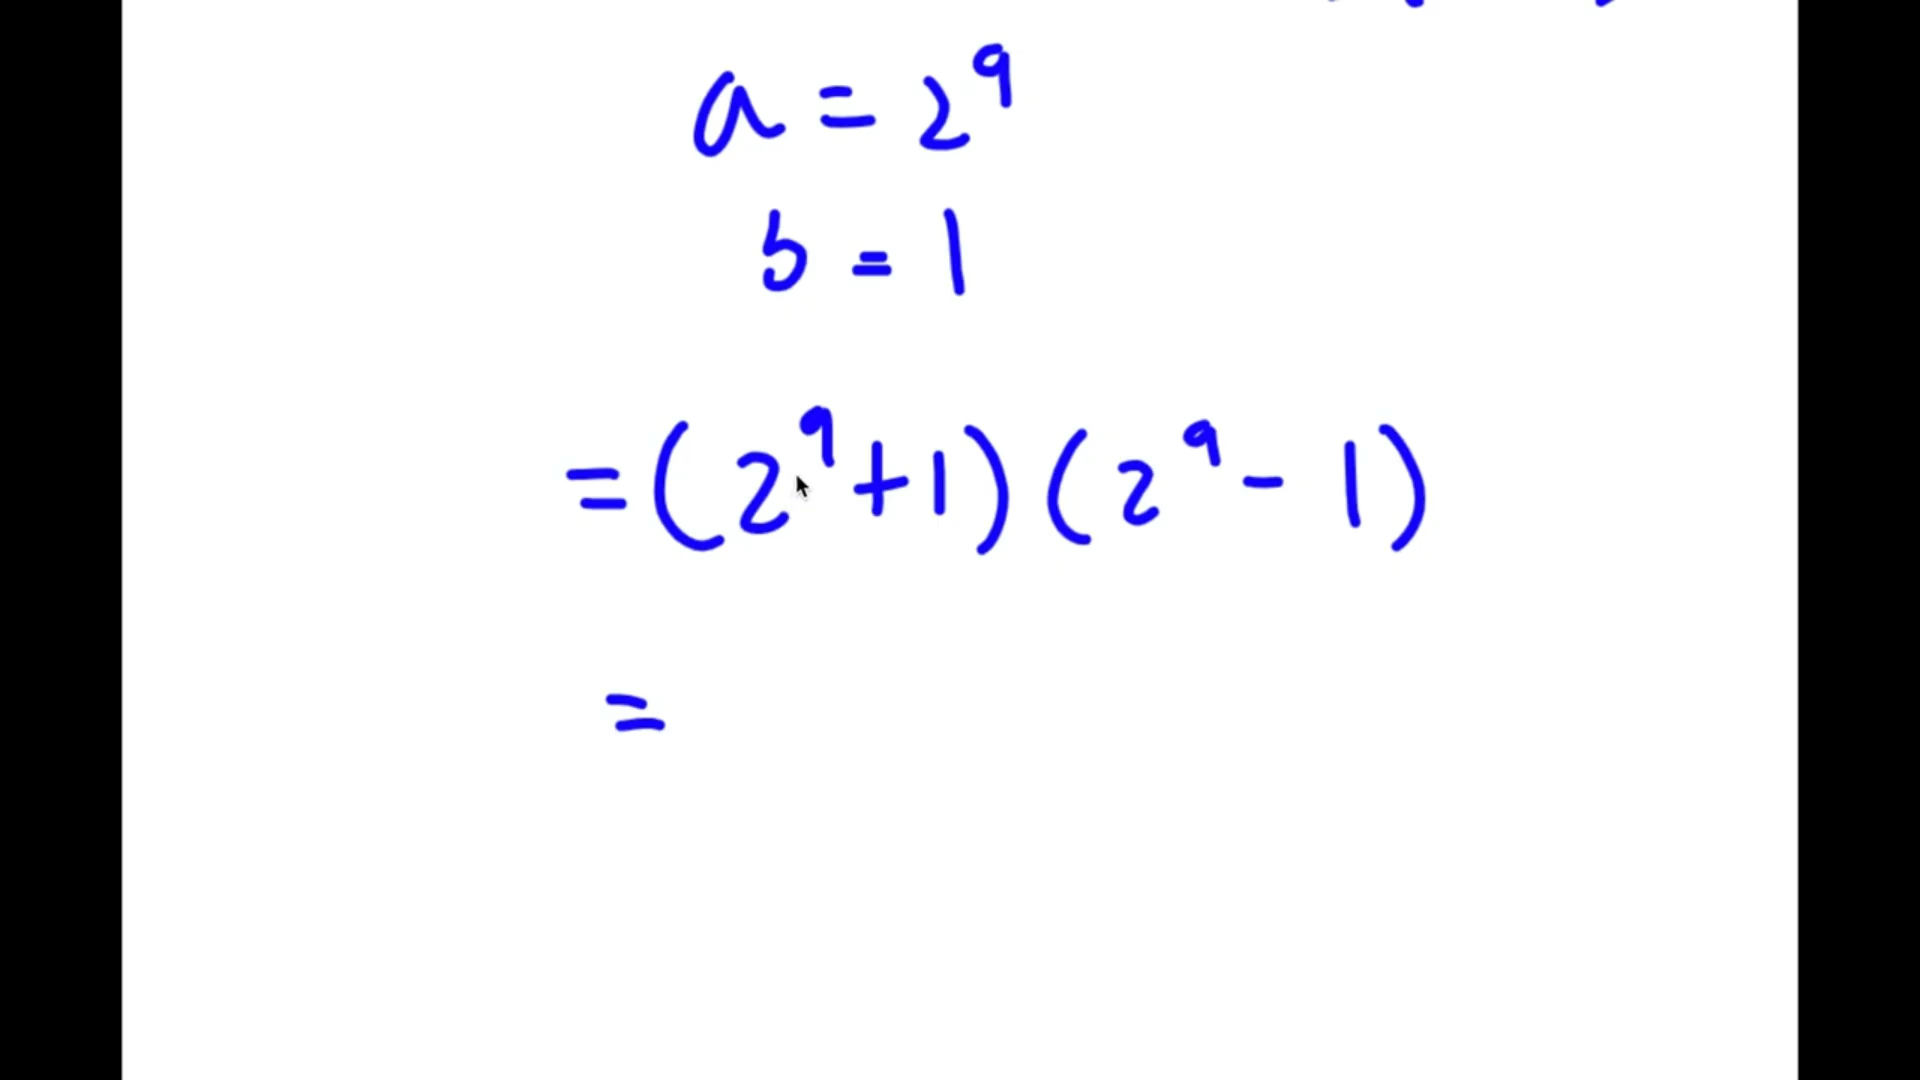 a = 2⁹
b = 1
= (2⁹ + 1) (2⁹ - 1)
=